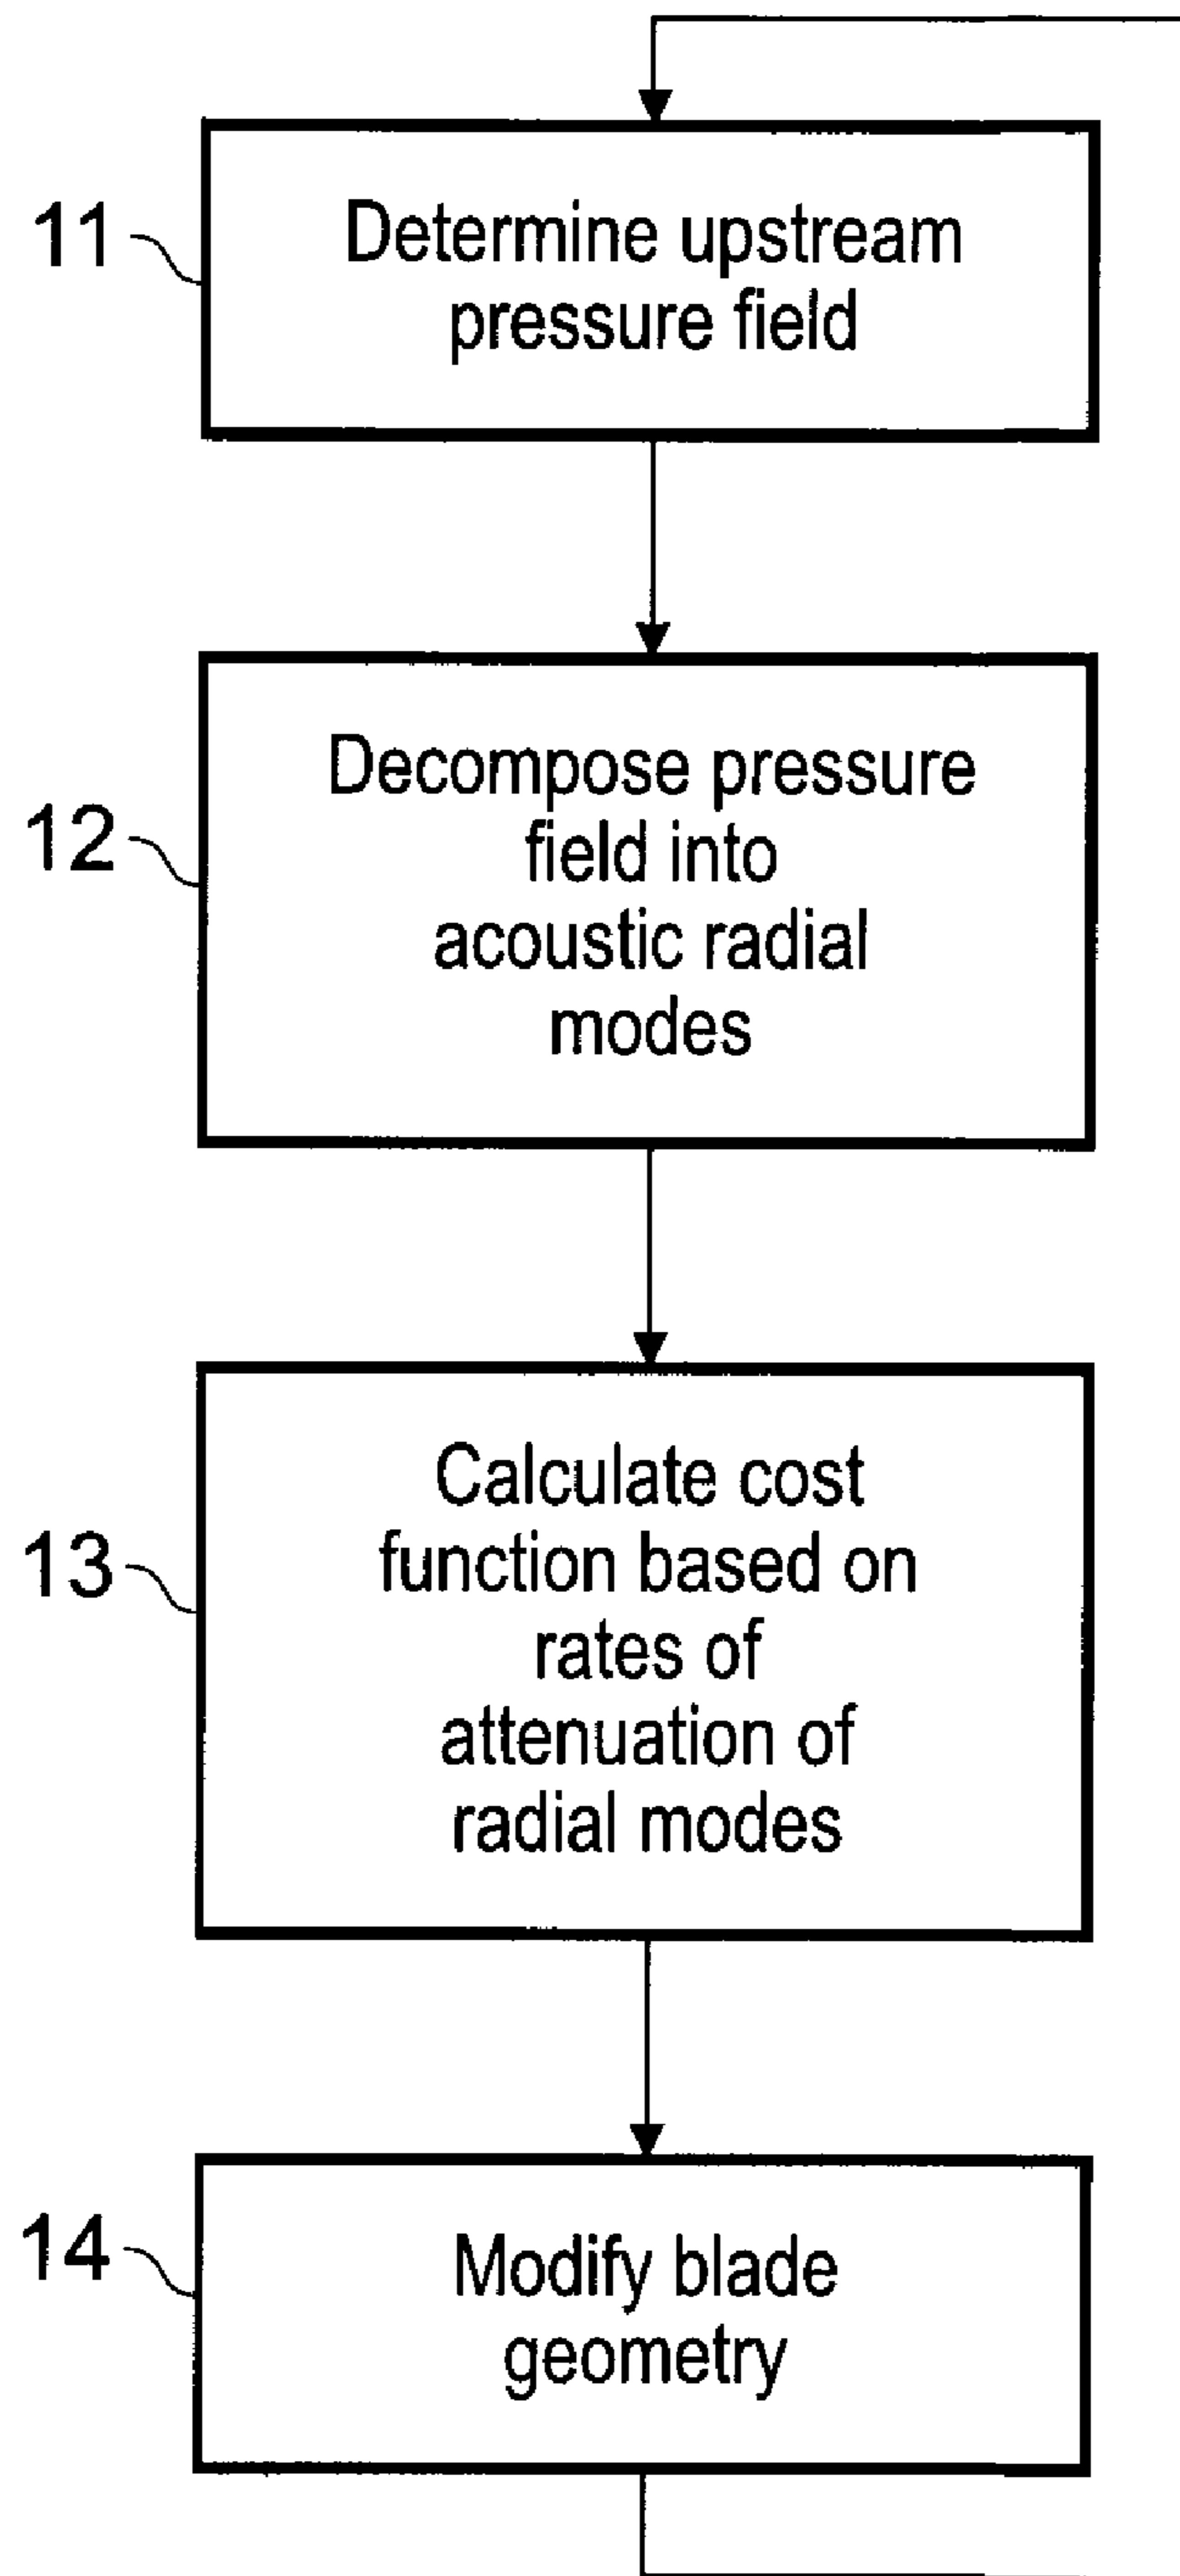 11
Determine upstream
pressure field
12
Decompose pressure
field into
acoustic radial
modes
13
Calculate cost
function based on
rates of
attenuation of
radial modes
14
Modify blade
geometry